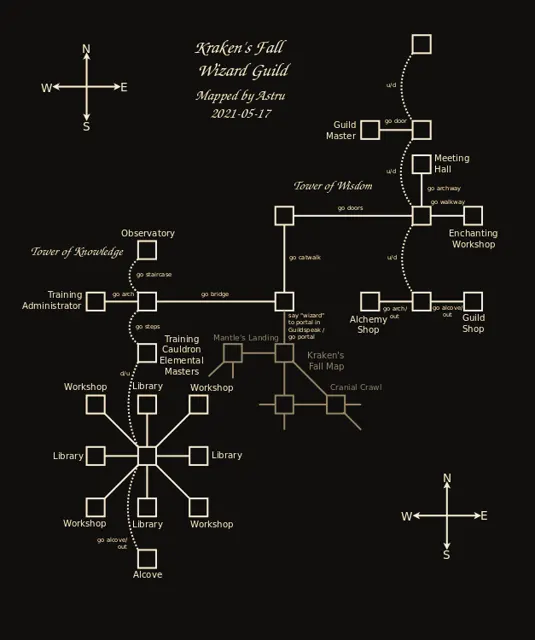 Kraken's Fall
Wizard Guild
Mapped by Astru
2021-05-17
N
W
E
S
u/d
Guild
Master
go door
u/d
Meeting
Hall
go archway
Tower of Wisdom
go doors
go walkway
Enchanting
Workshop
Observatory
Tower of Knowledge
go staircase
go catwalk
u/d
Training
Administrator
go arch
go bridge
go arch/
out
go alcove/
out
Alchemy
Shop
Guild
Shop
say "wizard"
to portal in
Guildspeak /
go portal
go steps
Training
Cauldron
Elemental
Masters
Mantle's Landing
Kraken's
Fall Map
Cranial Crawl
d/u
Workshop
Library
Workshop
Library
Library
Workshop
Library
Workshop
go alcove/
out
Alcove
N
W
E
S